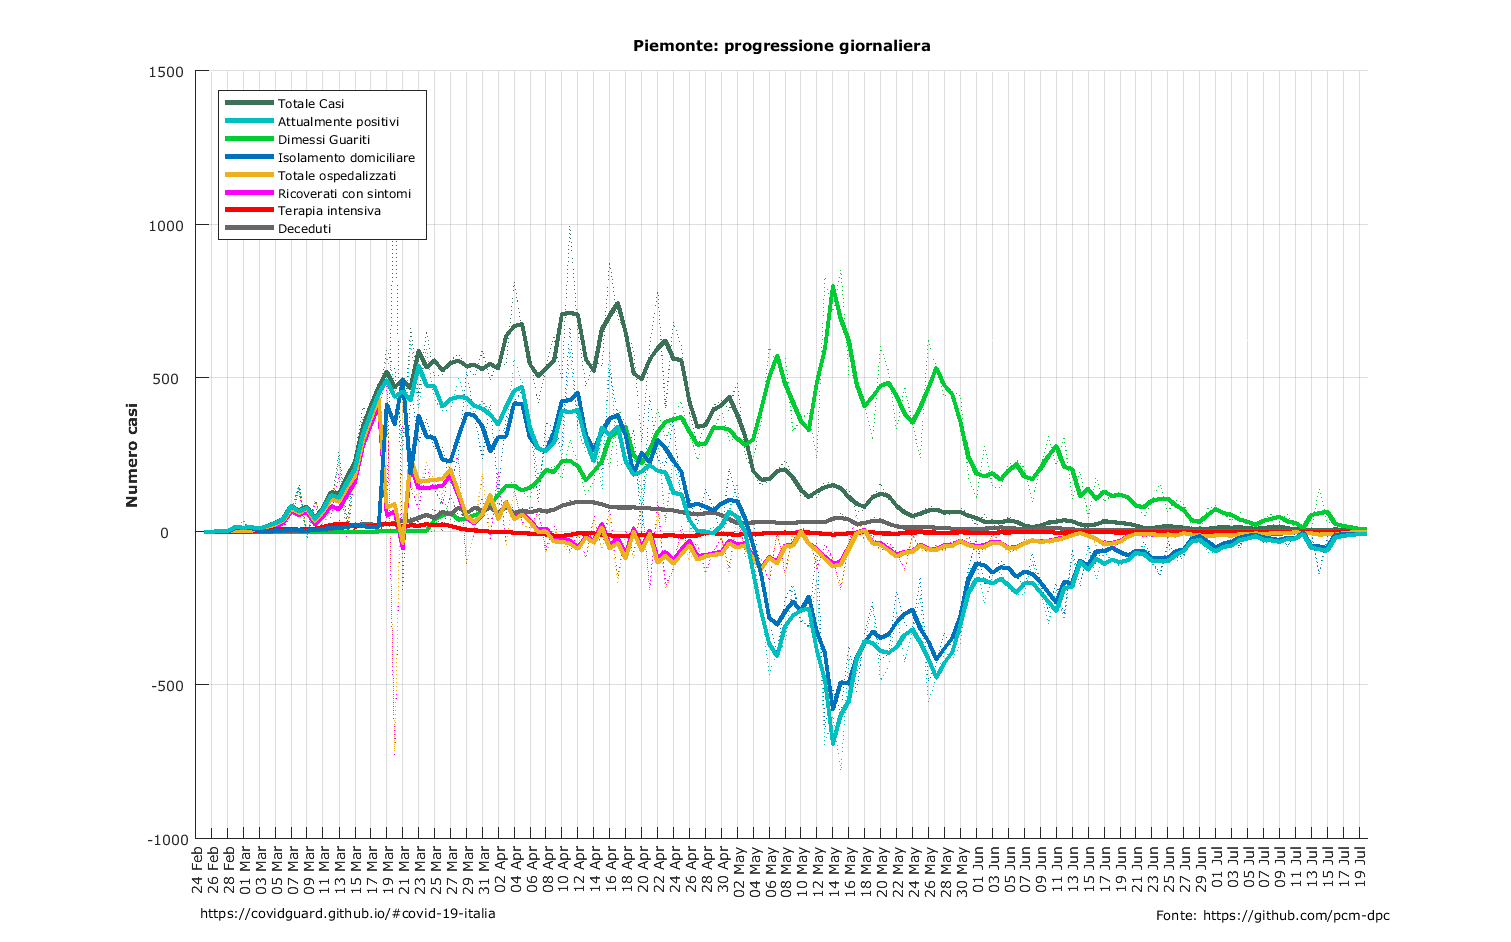 Piemonte: progressione giornaliera
1500
1000
500
0
-500
-1000
Numero casi
Totale Casi
Attualmente positivi
Dimessi Guariti
Isolamento domiciliare
Totale ospedalizzati
Ricoverati con sintomi
Terapia intensiva
Deceduti
24 Feb
26 Feb
28 Feb
01 Mar
03 Mar
05 Mar
07 Mar
09 Mar
11 Mar
13 Mar
15 Mar
17 Mar
19 Mar
21 Mar
23 Mar
25 Mar
27 Mar
29 Mar
31 Mar
02 Apr
04 Apr
06 Apr
08 Apr
10 Apr
12 Apr
14 Apr
16 Apr
18 Apr
20 Apr
22 Apr
24 Apr
26 Apr
28 Apr
30 Apr
02 May
04 May
06 May
08 May
10 May
12 May
14 May
16 May
18 May
20 May
22 May
24 May
26 May
28 May
30 May
01 Jun
03 Jun
05 Jun
07 Jun
09 Jun
11 Jun
13 Jun
15 Jun
17 Jun
19 Jun
21 Jun
23 Jun
25 Jun
27 Jun
29 Jun
01 Jul
03 Jul
05 Jul
07 Jul
09 Jul
11 Jul
13 Jul
15 Jul
17 Jul
19 Jul
https://covidguard.github.io/#covid-19-italia
Fonte: https://github.com/pcm-dpc